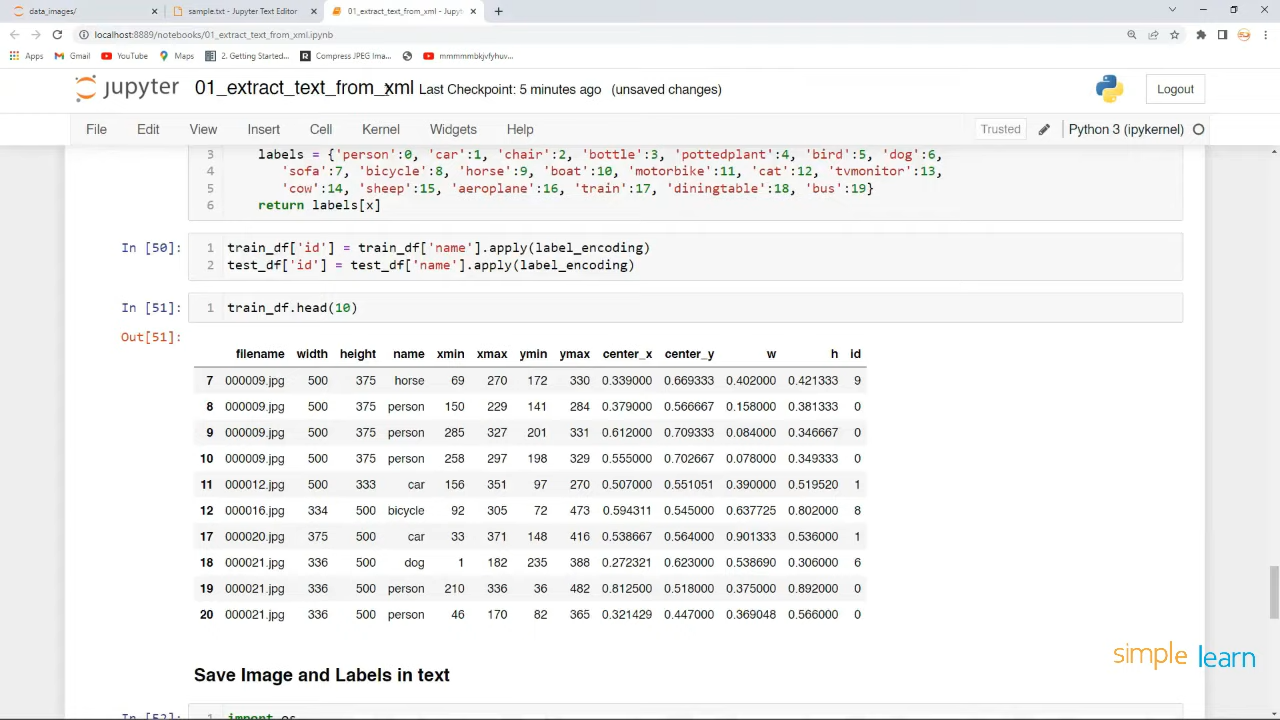 data_images/
sample.txt - Jupyter Text Editor
01_extract_text_from_xml - Jupyt
localhost:8889/notebooks/01_extract_text_from_xml.ipynb
Apps Gmail YouTube Maps 2. Getting Started... Compress JPEG Ima... mmmmmbkjvfyhuv...
jupyter 01_extract_text_from_xml Last Checkpoint: 5 minutes ago (unsaved changes) Logout
File Edit View Insert Cell Kernel Widgets Help Trusted Python 3 (ipykernel)
3 labels = {'person':0, 'car':1, 'chair':2, 'bottle':3, 'pottedplant':4, 'bird':5, 'dog':6,
4 'sofa':7, 'bicycle':8, 'horse':9, 'boat':10, 'motorbike':11, 'cat':12, 'tvmonitor':13,
5 'cow':14, 'sheep':15, 'aeroplane':16, 'train':17, 'diningtable':18, 'bus':19}
6 return labels[x]
In [50]: 1 train_df['id'] = train_df['name'].apply(label_encoding)
2 test_df['id'] = test_df['name'].apply(label_encoding)
In [51]: 1 train_df.head(10)
Out[51]:
filename width height name xmin xmax ymin ymax center_x center_y w h id
7 000009.jpg 500 375 horse 69 270 172 330 0.339000 0.669333 0.402000 0.421333 9
8 000009.jpg 500 375 person 150 229 141 284 0.379000 0.566667 0.158000 0.381333 0
9 000009.jpg 500 375 person 285 327 201 331 0.612000 0.709333 0.084000 0.346667 0
10 000009.jpg 500 375 person 258 297 198 329 0.555000 0.702667 0.078000 0.349333 0
11 000012.jpg 500 333 car 156 351 97 270 0.507000 0.551051 0.390000 0.519520 1
12 000016.jpg 334 500 bicycle 92 305 72 473 0.594311 0.545000 0.637725 0.802000 8
17 000020.jpg 375 500 car 33 371 148 416 0.538667 0.564000 0.901333 0.536000 1
18 000021.jpg 336 500 dog 1 182 235 388 0.272321 0.623000 0.538690 0.306000 6
19 000021.jpg 336 500 person 210 336 36 482 0.812500 0.518000 0.375000 0.892000 0
20 000021.jpg 336 500 person 46 170 82 365 0.321429 0.447000 0.369048 0.566000 0
simplelearn
Save Image and Labels in text
In [52]: 1 import os